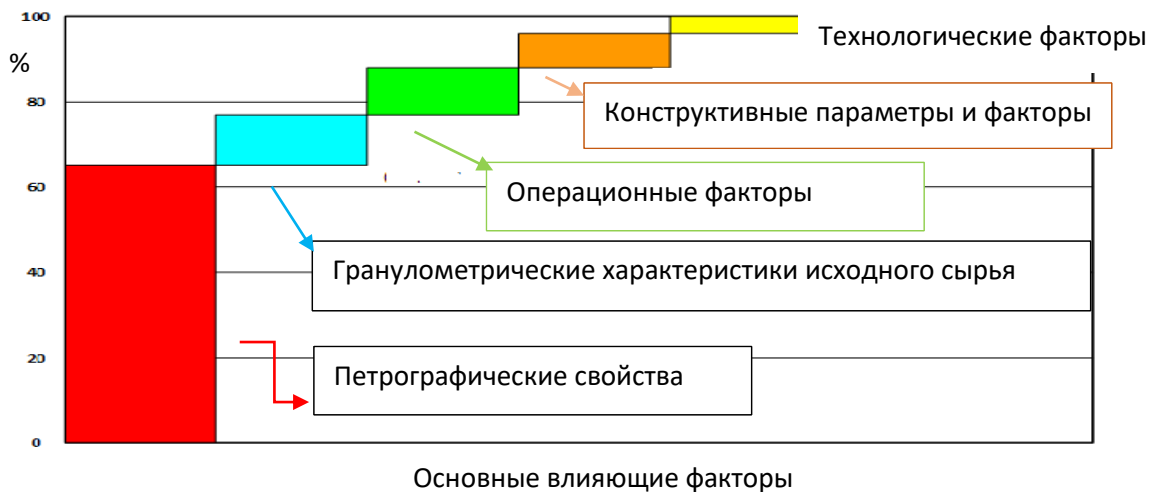 100
Технологические факторы
%
Конструктивные параметры и факторы
80
Операционные факторы
60
Гранулометрические характеристики исходного сырья
40
Петрографические свойства
20
0
Основные влияющие факторы